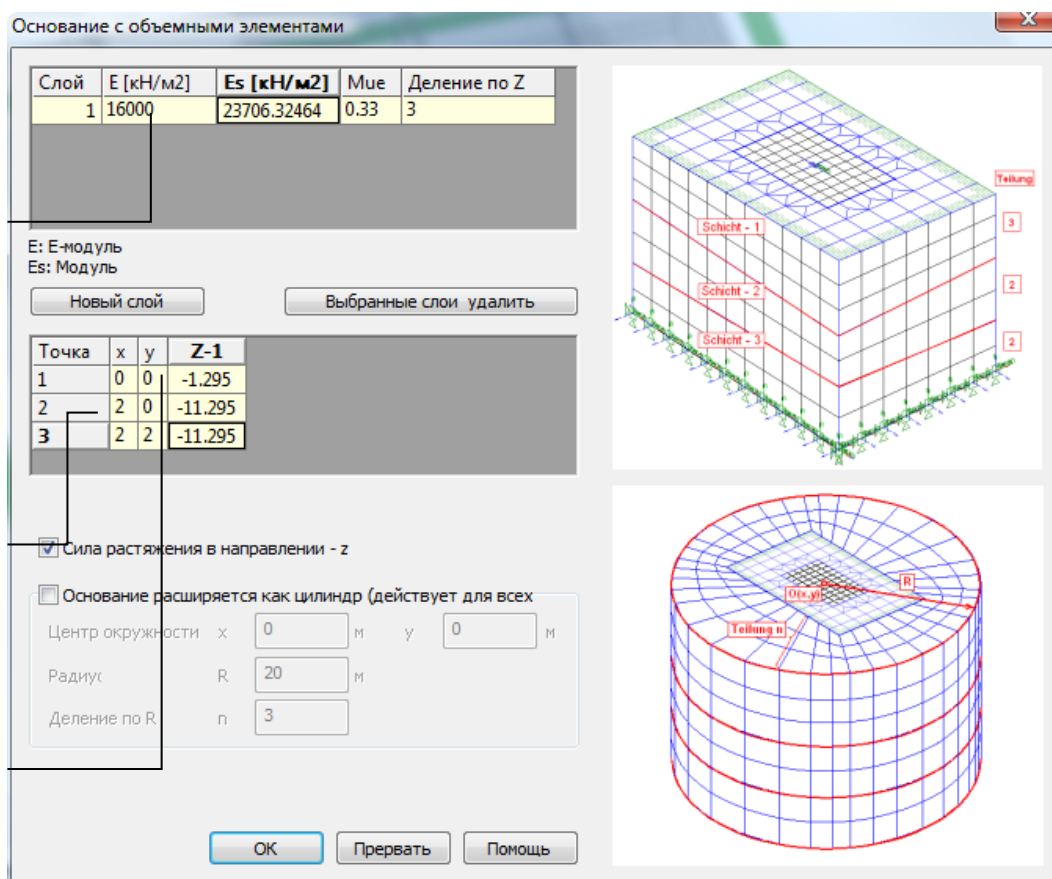 Основание с объемными элементами
X
Слой E [кН/м2] Es [кН/м2] Mue Деление по Z
1 16000 23706.32464 0.33 3
E: E-модуль
Es: Модуль
Новый слой Выбранные слои удалить
Точка x y Z-1
1 0 0 -1.295
2 2 0 -11.295
3 2 2 -11.295
Сила растяжения в направлении - z
Основание расширяется как цилиндр (действует для всех
Центр окружности x 0 м y 0 м
Радиус R 20 м
Деление по R n 3
ОК Прервать Помощь
Teilung
Schicht - 1
3
Schicht - 2
2
Schicht - 3
2
R
O(x,y)
Teilung n